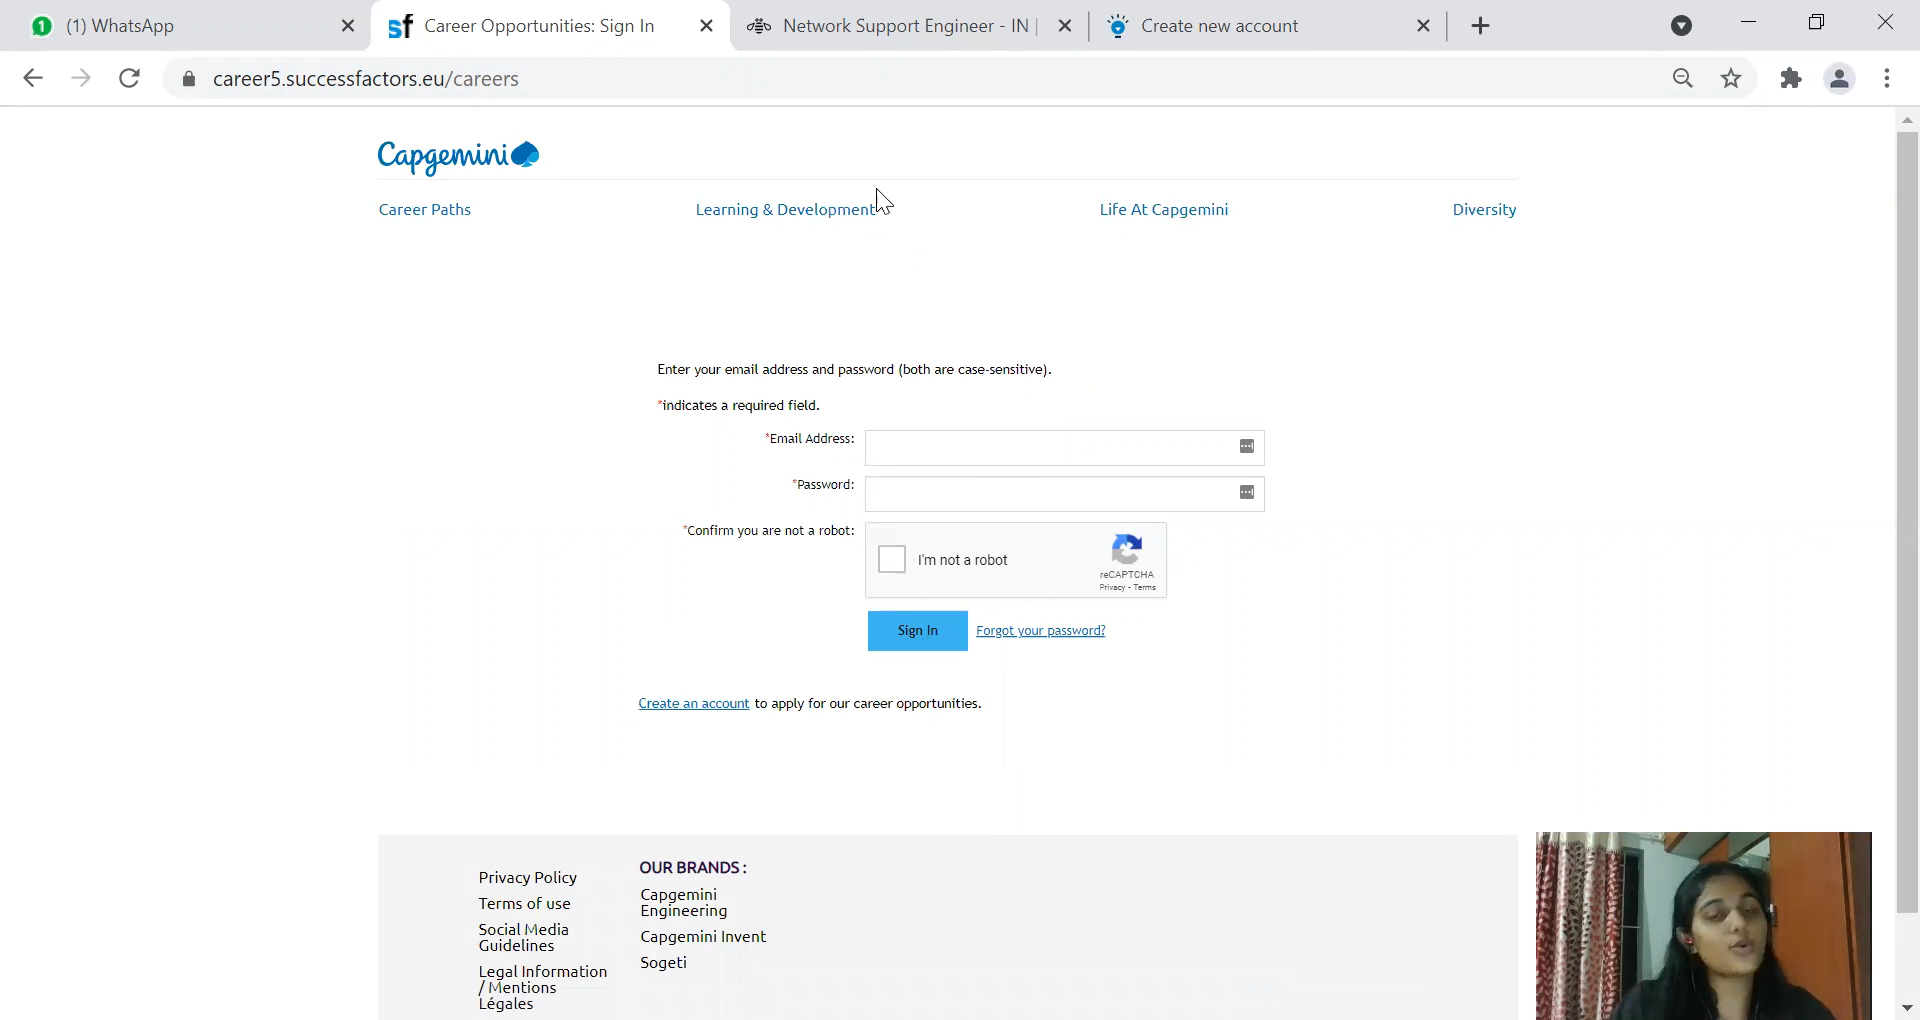 (1) WhatsApp
sf Career Opportunities: Sign In
Network Support Engineer - IN
Create new account
career5.successfactors.eu/careers
Capgemini
Career Paths
Learning & Development
Life At Capgemini
Diversity
Enter your email address and password (both are case-sensitive).
*indicates a required field.
*Email Address:
*Password:
*Confirm you are not a robot:
I'm not a robot
reCAPTCHA
Privacy - Terms
Sign In
Forgot your password?
Create an account to apply for our career opportunities.
Privacy Policy
Terms of use
Social Media
Guidelines
Legal Information
/ Mentions
Légales
OUR BRANDS :
Capgemini
Engineering
Capgemini Invent
Sogeti